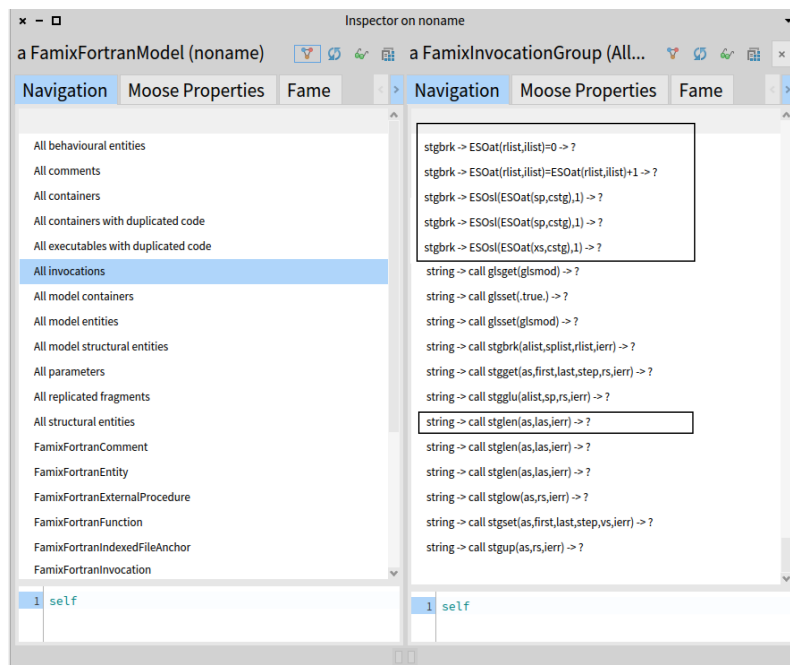 Inspector on noname
a FamixFortranModel (noname)
Navigation Moose Properties Fame
All behavioural entities
All comments
All containers
All containers with duplicated code
All executables with duplicated code
All invocations
All model containers
All model entities
All model structural entities
All parameters
All replicated fragments
All structural entities
FamixFortranComment
FamixFortranEntity
FamixFortranExternalProcedure
FamixFortranFunction
FamixFortranIndexedFileAnchor
FamixFortranInvocation
1 self
a FamixInvocationGroup (All...
Navigation Moose Properties Fame
stgbrk -> ESOat(rlist,ilist)=0 -> ?
stgbrk -> ESOat(rlist,ilist)=ESOat(rlist,ilist)+1 -> ?
stgbrk -> ESOsl(ESOat(sp,cstg),1) -> ?
stgbrk -> ESOsl(ESOat(sp,cstg),1) -> ?
stgbrk -> ESOsl(ESOat(xs,cstg),1) -> ?
string -> call glsget(glsmod) -> ?
string -> call glsset(.true.) -> ?
string -> call glsset(glsmod) -> ?
string -> call stgbrk(alist,splist,rlist,ierr) -> ?
string -> call stgget(as,first,last,step,rs,ierr) -> ?
string -> call stgglu(alist,sp,rs,ierr) -> ?
string -> call stglen(as,las,ierr) -> ?
string -> call stglen(as,las,ierr) -> ?
string -> call stglen(as,las,ierr) -> ?
string -> call stglow(as,rs,ierr) -> ?
string -> call stgset(as,first,last,step,vs,ierr) -> ?
string -> call stgup(as,rs,ierr) -> ?
1 self